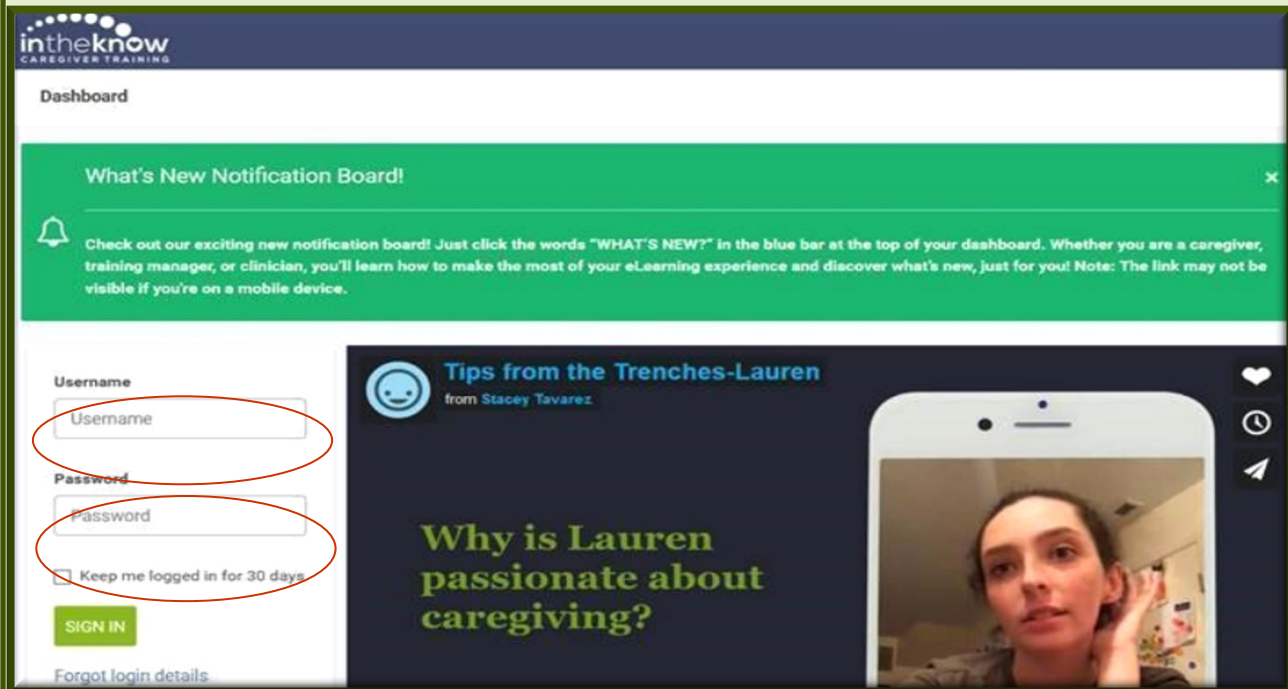 intheknow
CAREGIVER TRAINING
Dashboard
What's New Notification Board!
Check out our exciting new notification board! Just click the words "WHAT'S NEW?" in the blue bar at the top of your dashboard. Whether you are a caregiver,
training manager, or clinician, you'll learn how to make the most of your eLearning experience and discover what's new, just for you! Note: The link may not be
visible if you're on a mobile device.
Username
Username
Password
Password
Keep me logged in for 30 days
SIGN IN
Forgot login details
Tips from the Trenches-Lauren
from Stacey Tavarez
Why is Lauren
passionate about
caregiving?